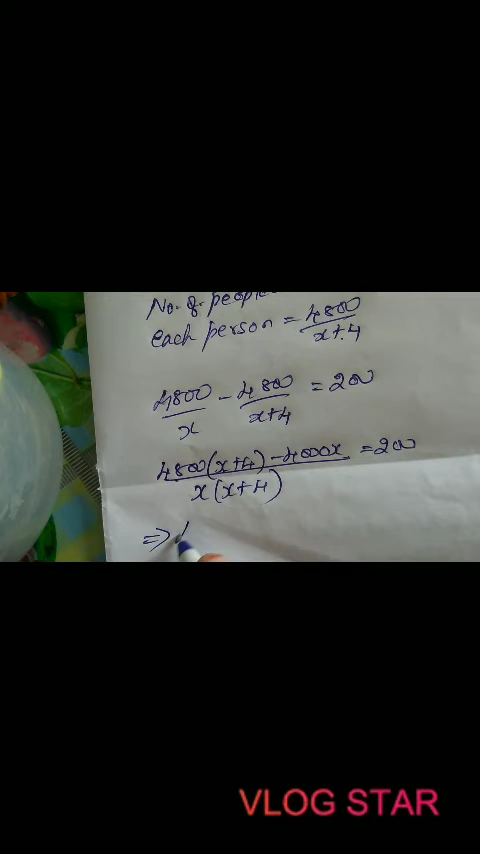 No. of. people
each person = 4800/x+4
4800/x - 4800/x+4 = 200
4800(x+4) - 4800x/x(x+4) = 200
=>
VLOG STAR